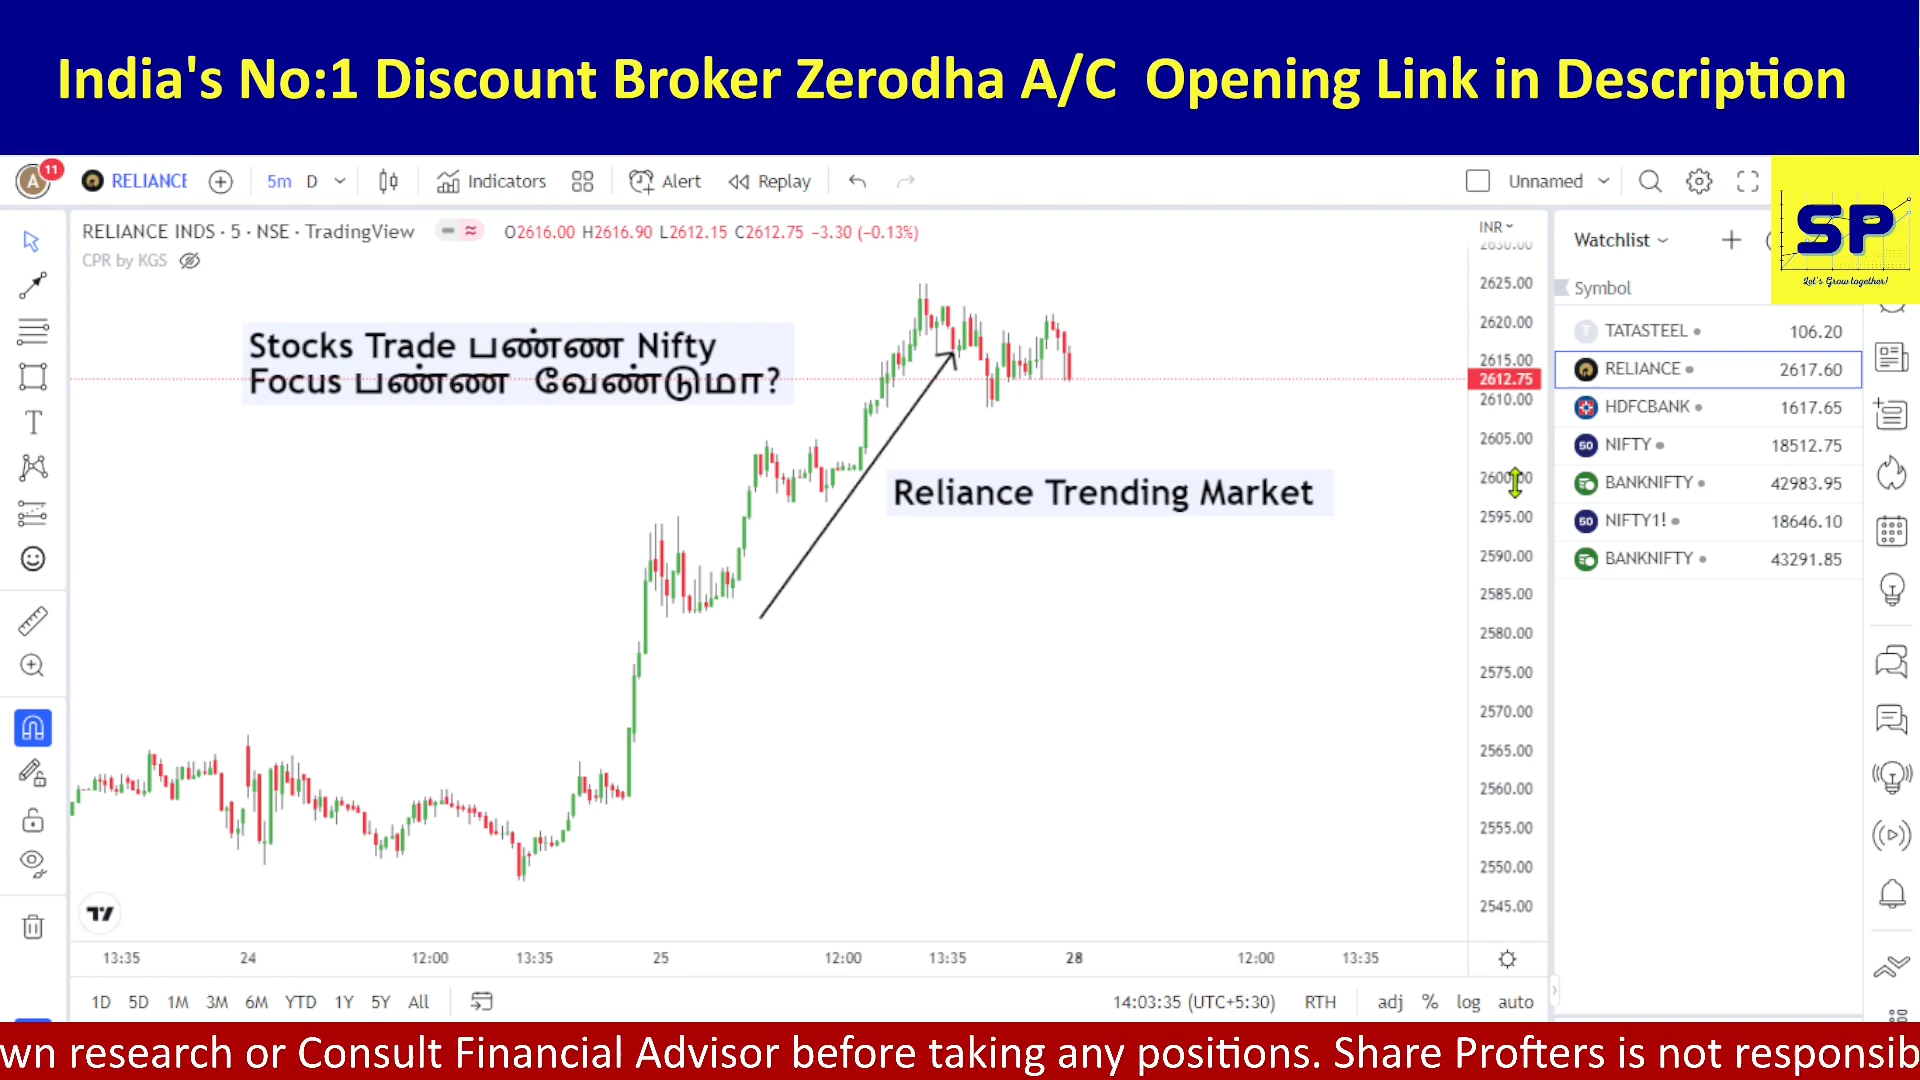 India's No:1 Discount Broker Zerodha A/C Opening Link in Description
A
11
RELIANCE
5m
D
Indicators
Alert
Replay
Unnamed
SP
Let's Grow together!
RELIANCE INDS · 5 · NSE · TradingView
O2616.00 H2616.90 L2612.15 C2612.75 −3.30 (−0.13%)
CPR by KGS
INR
Stocks Trade பண்ண Nifty
Focus பண்ண வேண்டுமா?
Reliance Trending Market
2630.00
2625.00
2620.00
2615.00
2612.75
2610.00
2605.00
2600.00
2595.00
2590.00
2585.00
2580.00
2575.00
2570.00
2565.00
2560.00
2555.00
2550.00
2545.00
Watchlist
Symbol
TATASTEEL 106.20
RELIANCE 2617.60
HDFCBANK 1617.65
50 NIFTY 18512.75
BANKNIFTY 42983.95
50 NIFTY1! 18646.10
BANKNIFTY 43291.85
13:35 24 12:00 13:35 25 12:00 13:35 28 12:00 13:35
1D 5D 1M 3M 6M YTD 1Y 5Y All 14:03:35 (UTC+5:30) RTH adj % log auto
wn research or Consult Financial Advisor before taking any positions. Share Profters is not responsib